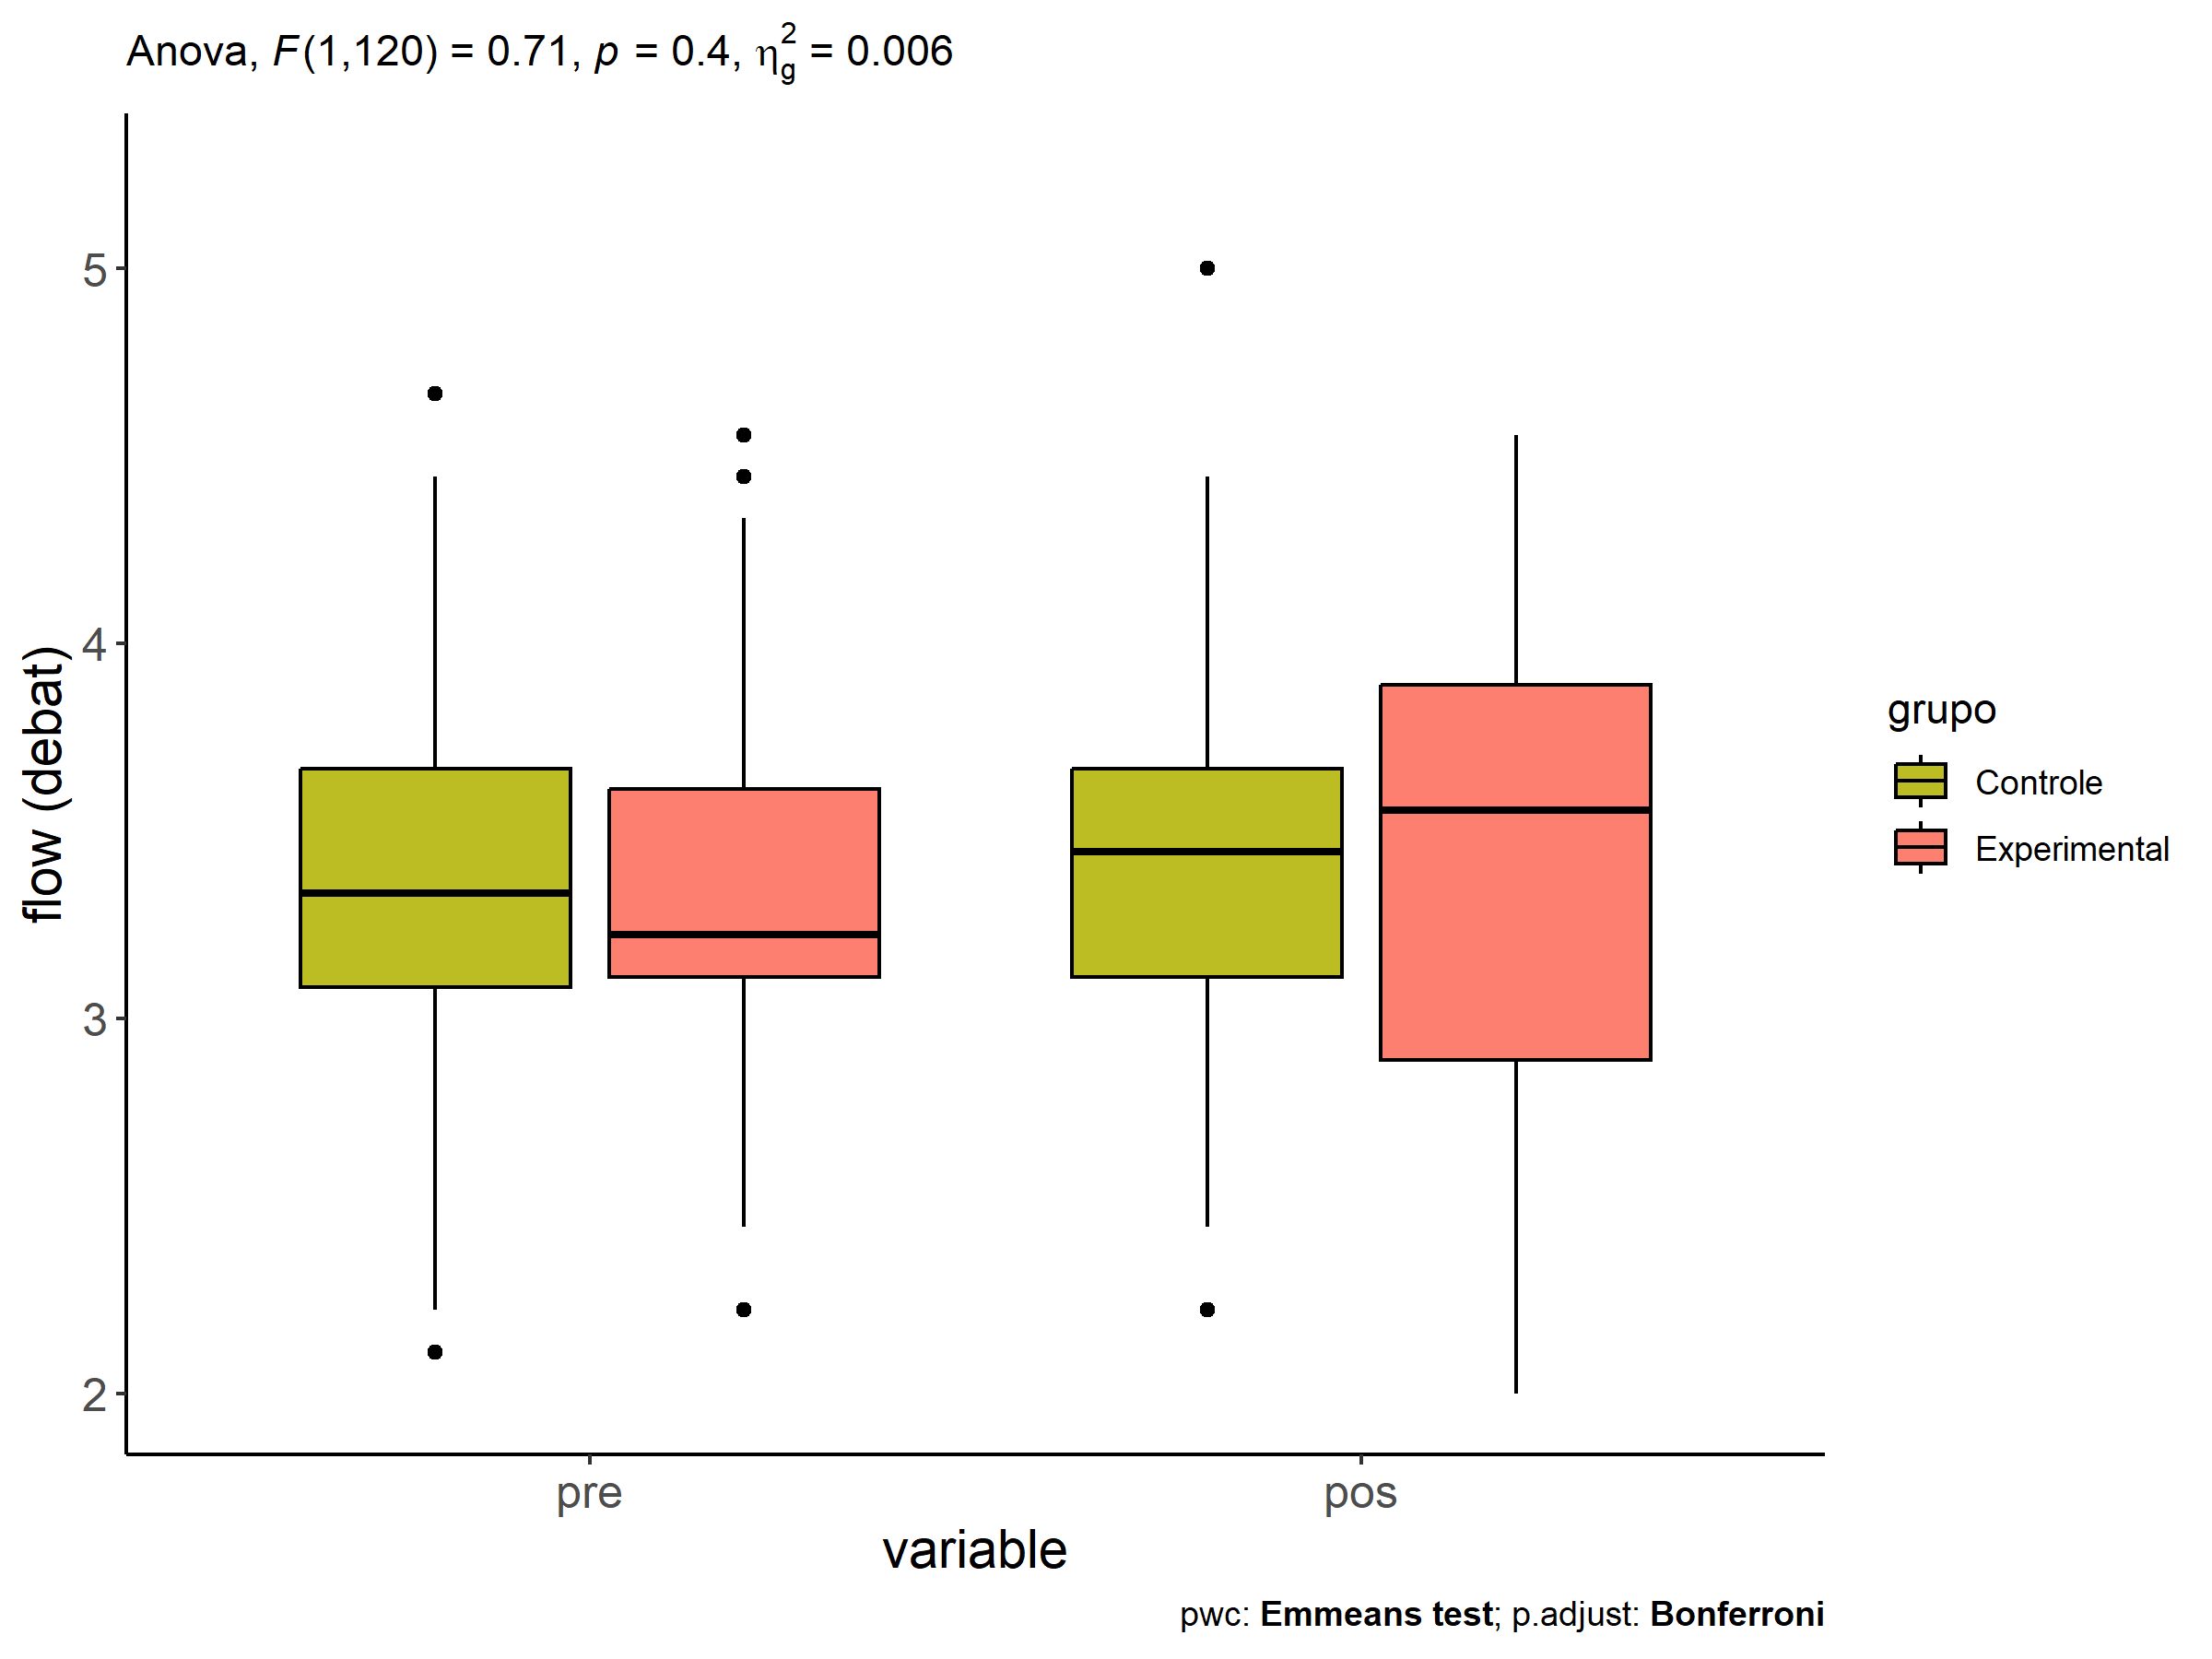 Anova, F(1,120) = 0.71, p = 0.4, η²g = 0.006
5
4
3
2
flow (debat)
pre
pos
variable
grupo
Controle
Experimental
pwc: Emmeans test; p.adjust: Bonferroni